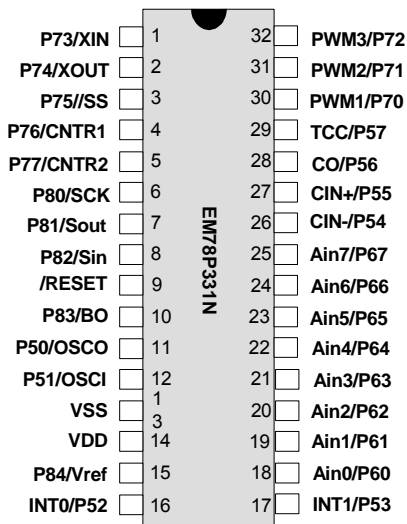 P73/XIN 1 32 PWM3/P72
P74/XOUT 2 31 PWM2/P71
P75//SS 3 30 PWM1/P70
P76/CNTR1 4 29 TCC/P57
P77/CNTR2 5 28 CO/P56
P80/SCK 6 27 CIN+/P55
P81/Sout 7 26 CIN-/P54
P82/Sin 8 25 Ain7/P67
/RESET 9 24 Ain6/P66
P83/BO 10 23 Ain5/P65
P50/OSCO 11 22 Ain4/P64
P51/OSCI 12 21 Ain3/P63
VSS 13 20 Ain2/P62
VDD 14 19 Ain1/P61
P84/Vref 15 18 Ain0/P60
INT0/P52 16 17 INT1/P53
EM78P331N